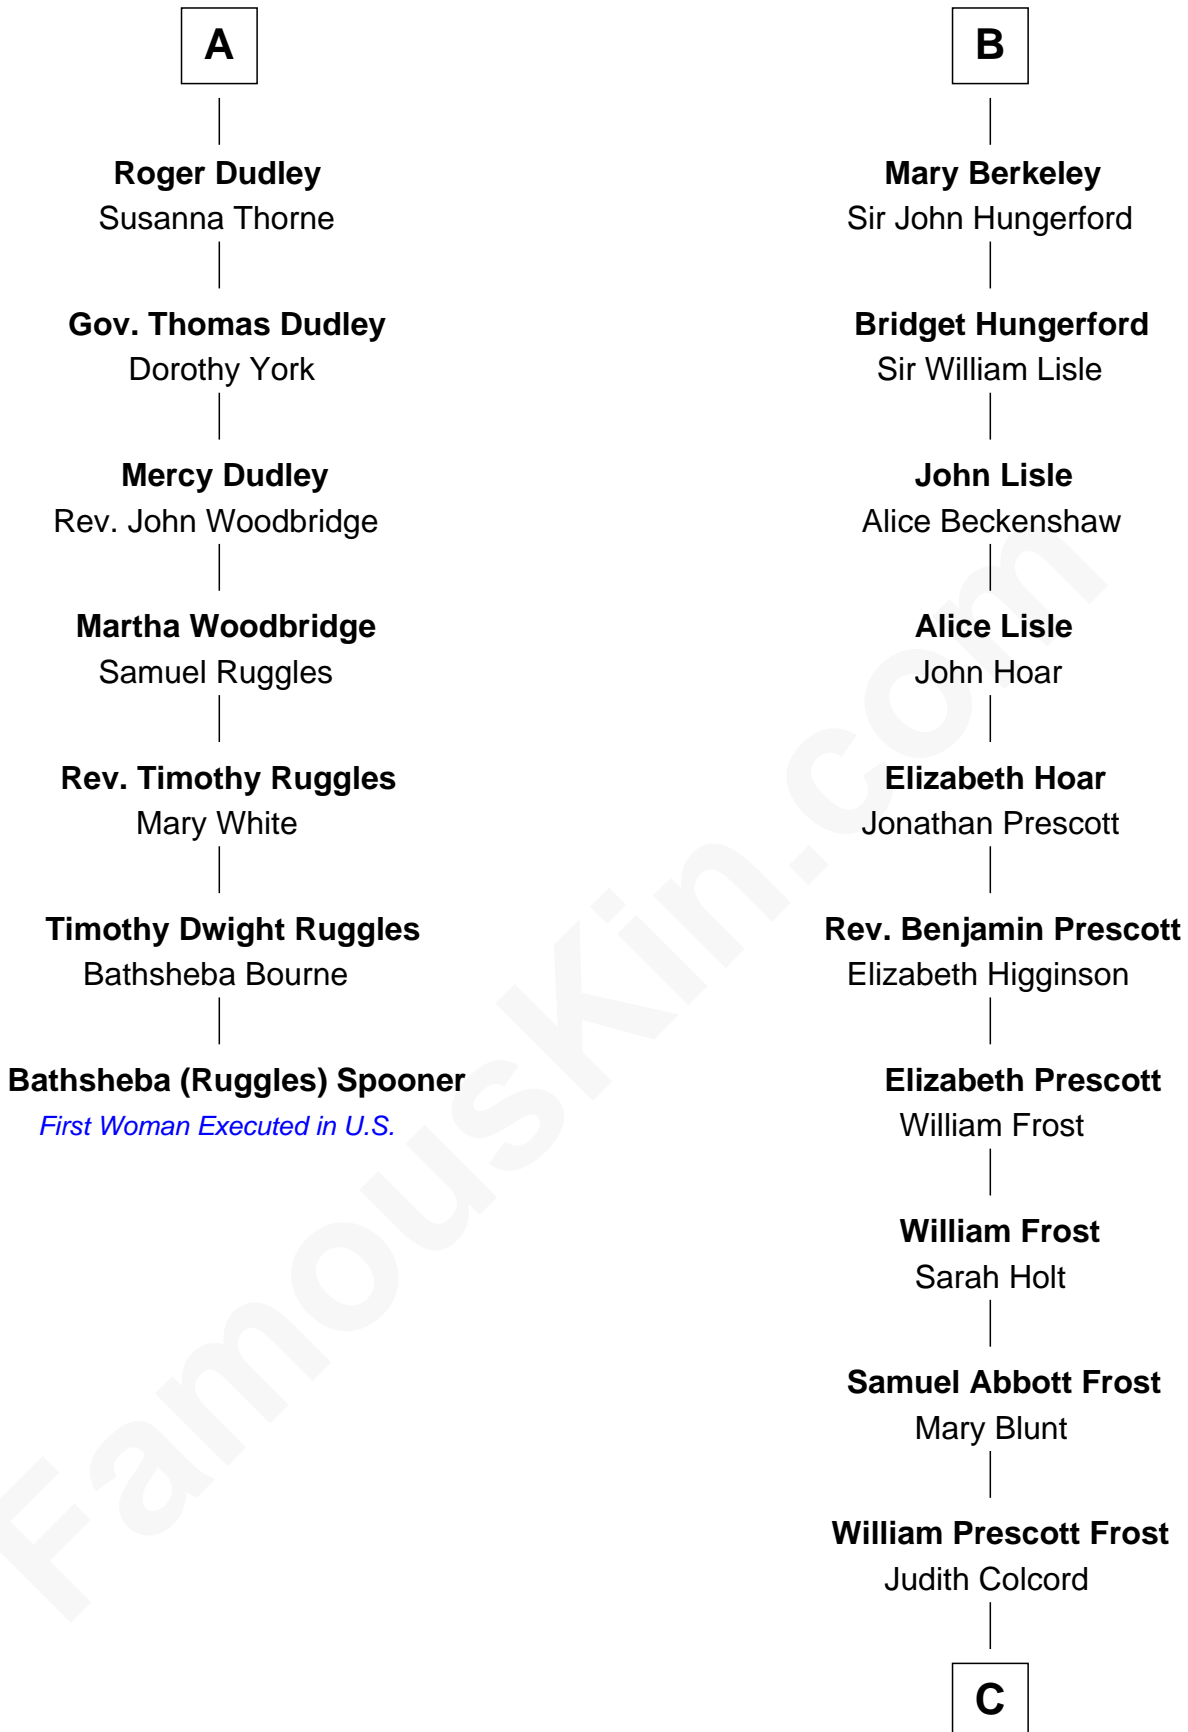 A
Roger Dudley
Susanna Thorne
Gov. Thomas Dudley
Dorothy York
Mercy Dudley
Rev. John Woodbridge
Martha Woodbridge
Samuel Ruggles
Rev. Timothy Ruggles
Mary White
Timothy Dwight Ruggles
Bathsheba Bourne
Bathsheba (Ruggles) Spooner
First Woman Executed in U.S.
B
Mary Berkeley
Sir John Hungerford
Bridget Hungerford
Sir William Lisle
John Lisle
Alice Beckenshaw
Alice Lisle
John Hoar
Elizabeth Hoar
Jonathan Prescott
Rev. Benjamin Prescott
Elizabeth Higginson
Elizabeth Prescott
William Frost
William Frost
Sarah Holt
Samuel Abbott Frost
Mary Blunt
William Prescott Frost
Judith Colcord
C
FamousKin.com